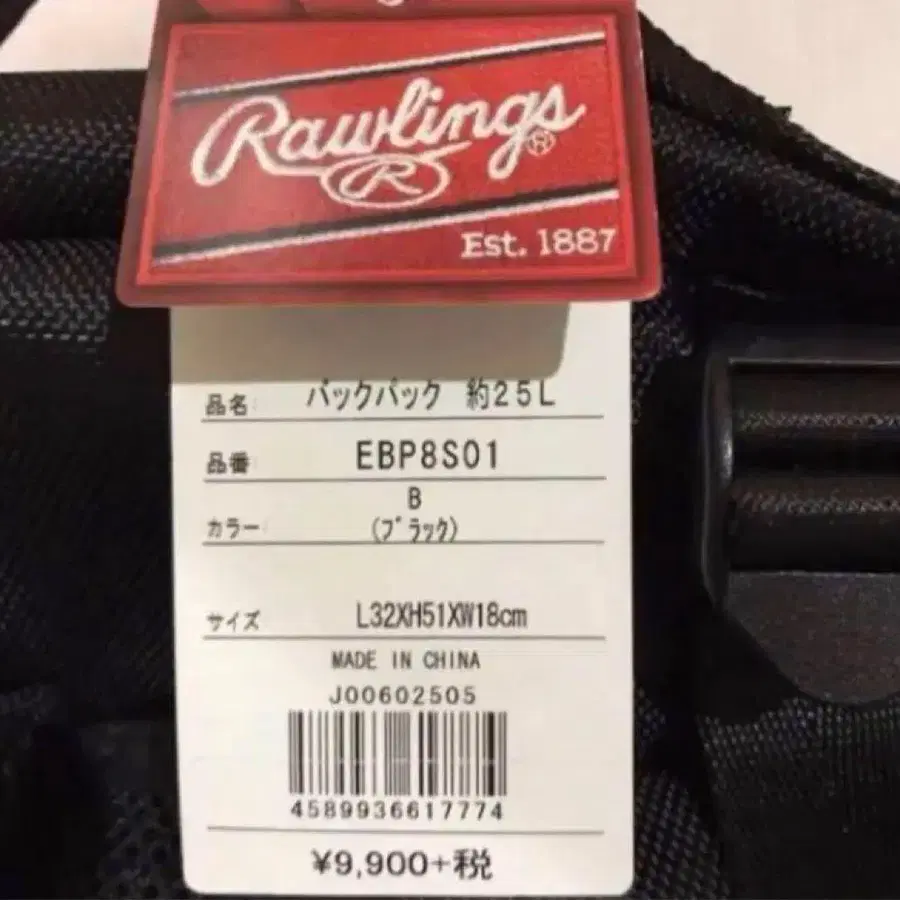 Rawlings®
R
Est. 1887
品名: バックパック 約25L
品番: EBP8S01
B
カラー: (ブラック)
サイズ L32XH51XW18cm
MADE IN CHINA
J00602505
4589936617774
¥9,900+税